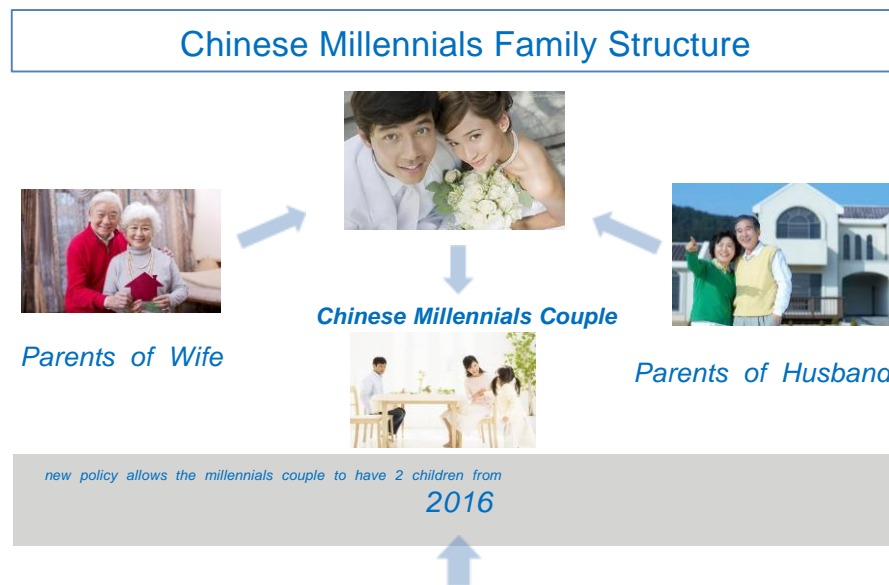 Chinese Millennials Family Structure
Chinese Millennials Couple
Parents of Wife
Parents of Husband
new policy allows the millennials couple to have 2 children from
2016